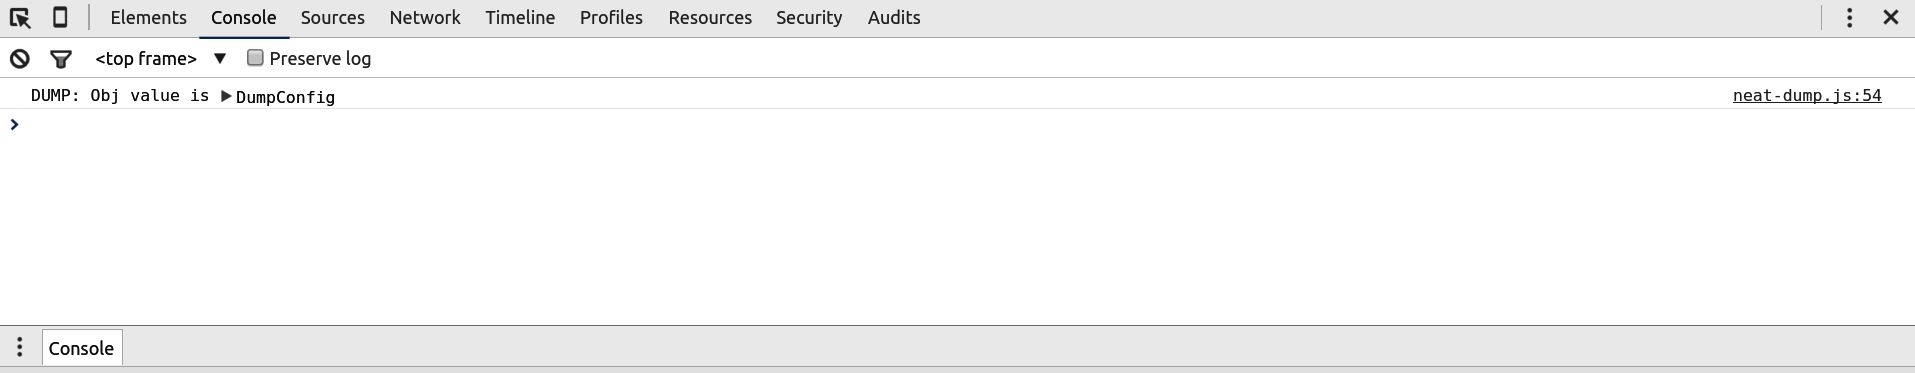 Elements Console Sources Network Timeline Profiles Resources Security Audits
<top frame> ▼ Preserve log
DUMP: Obj value is ▶DumpConfig neat-dump.js:54
>
Console